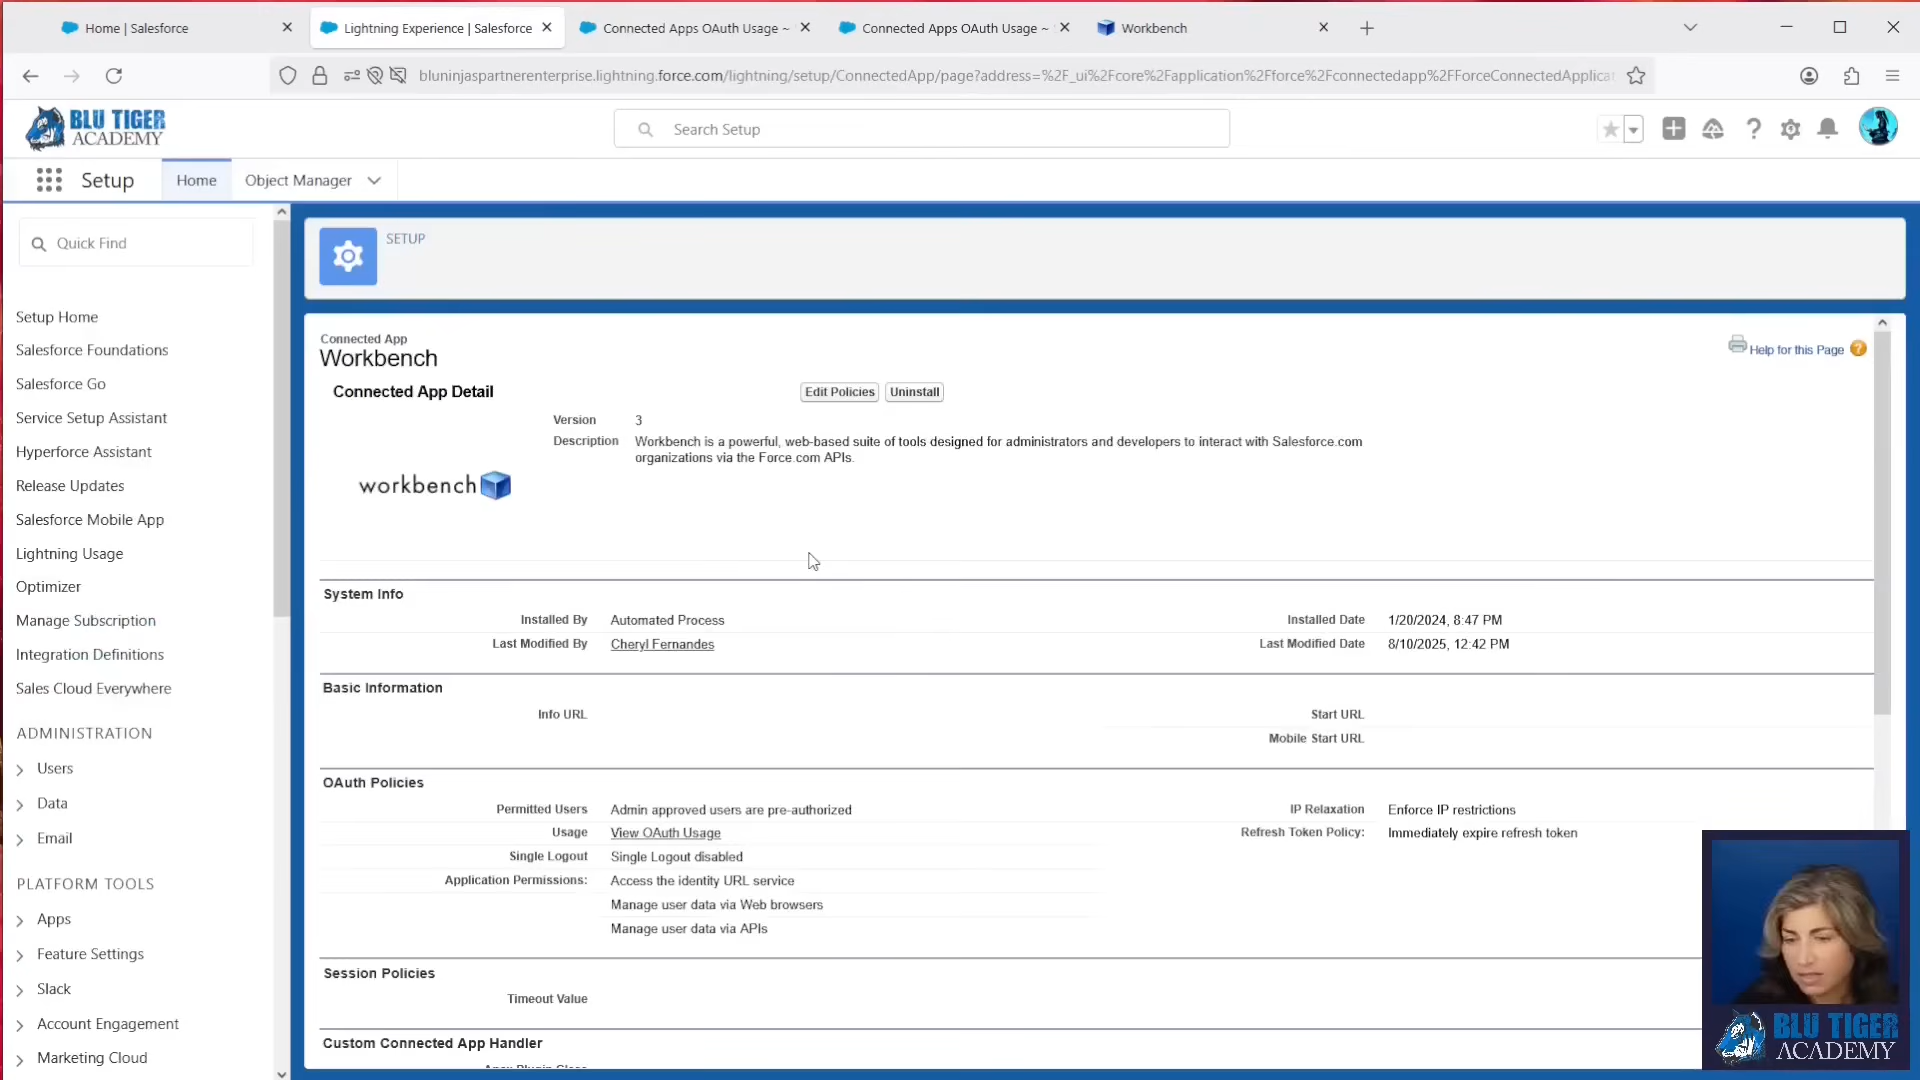 Home | Salesforce
Lightning Experience | Salesforce
Connected Apps OAuth Usage ~
Connected Apps OAuth Usage ~
Workbench
bluninjaspartnerenterprise.lightning.force.com/lightning/setup/ConnectedApp/page?address=%2F_ui%2Fcore%2Fapplication%2Fforce%2Fconnectedapp%2FForceConnectedApplicat
BLU TIGER
ACADEMY
Search Setup
Setup
Home
Object Manager
Quick Find
Setup Home
Salesforce Foundations
Salesforce Go
Service Setup Assistant
Hyperforce Assistant
Release Updates
Salesforce Mobile App
Lightning Usage
Optimizer
Manage Subscription
Integration Definitions
Sales Cloud Everywhere
ADMINISTRATION
Users
Data
Email
PLATFORM TOOLS
Apps
Feature Settings
Slack
Account Engagement
Marketing Cloud
SETUP
Connected App
Workbench
Help for this Page ?
Connected App Detail
Edit Policies
Uninstall
Version 3
Description Workbench is a powerful, web-based suite of tools designed for administrators and developers to interact with Salesforce.com
organizations via the Force.com APIs.
workbench
System Info
Installed By Automated Process
Installed Date 1/20/2024, 8:47 PM
Last Modified By Cheryl Fernandes
Last Modified Date 8/10/2025, 12:42 PM
Basic Information
Info URL
Start URL
Mobile Start URL
OAuth Policies
Permitted Users Admin approved users are pre-authorized
IP Relaxation Enforce IP restrictions
Usage View OAuth Usage
Refresh Token Policy: Immediately expire refresh token
Single Logout Single Logout disabled
Application Permissions: Access the identity URL service
Manage user data via Web browsers
Manage user data via APIs
Session Policies
Timeout Value
Custom Connected App Handler
BLU TIGER
ACADEMY